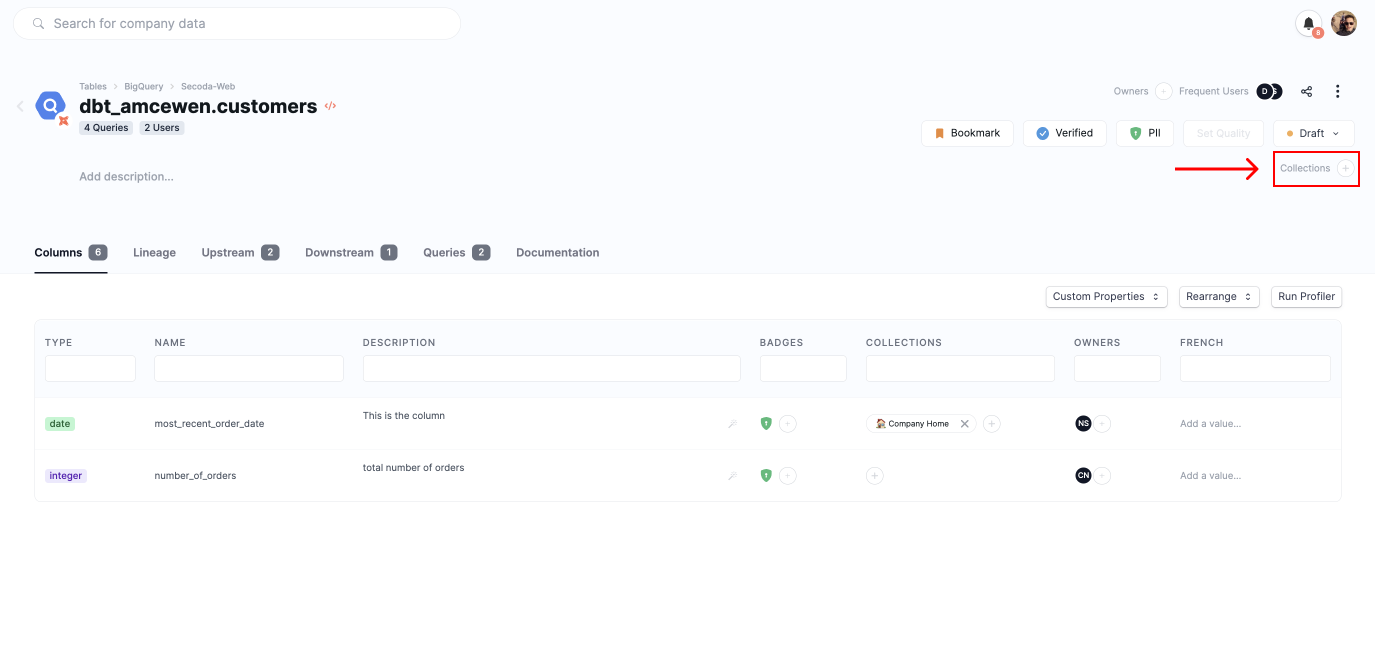 Search for company data
8
Tables > BigQuery > Secoda-Web
dbt_amcewen.customers </>
4 Queries 2 Users
Owners + Frequent Users D
Bookmark Verified PII Set Quality Draft
Collections +
Add description...
Columns 6 Lineage Upstream 2 Downstream 1 Queries 2 Documentation
Custom Properties Rearrange Run Profiler
TYPE NAME DESCRIPTION BADGES COLLECTIONS OWNERS FRENCH
date most_recent_order_date This is the column + Company Home + NS + Add a value...
integer number_of_orders total number of orders + + CN + Add a value...